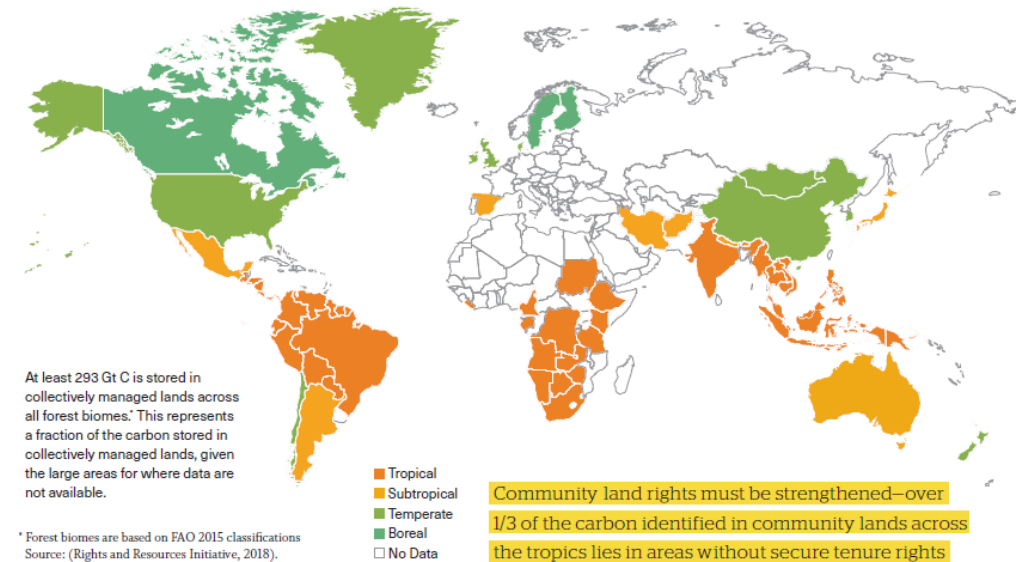 At least 293 Gt C is stored in
collectively managed lands across
all forest biomes.* This represents
a fraction of the carbon stored in
collectively managed lands, given
the large areas for where data are
not available.
* Forest biomes are based on FAO 2015 classifications
Source: (Rights and Resources Initiative, 2018).
Tropical
Subtropical
Temperate
Boreal
No Data
Community land rights must be strengthened—over
1/3 of the carbon identified in community lands across
the tropics lies in areas without secure tenure rights